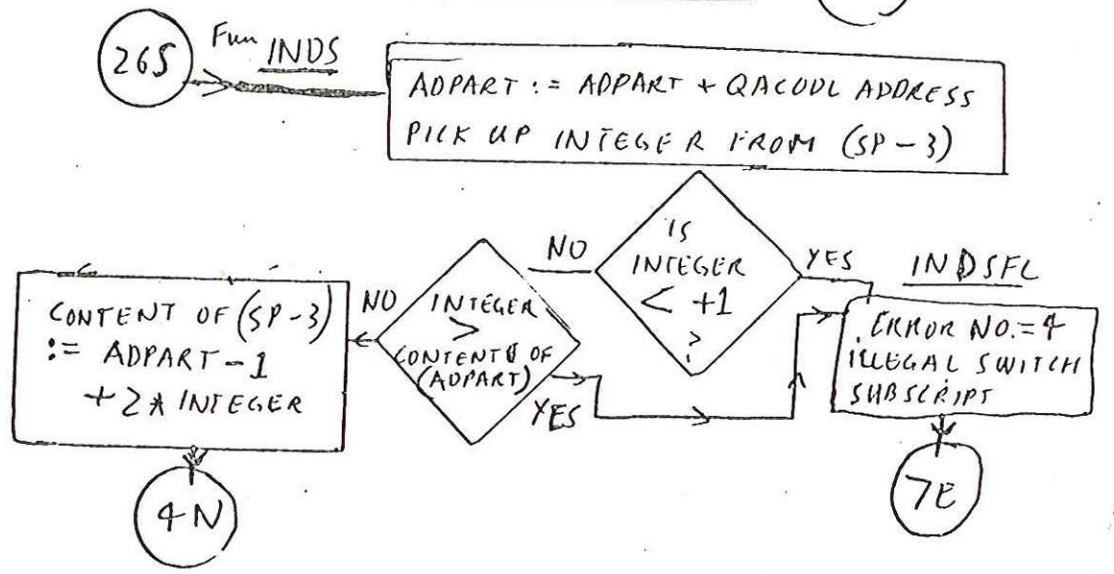 26S
Fun INDS
ADPART := ADPART + QACODL ADDRESS
PICK UP INTEGER FROM (SP-3)
IS
INTEGER
< +1
?
NO
YES
INDSFL
ERROR NO. = 4
ILLEGAL SWITCH
SUBSCRIPT
7E
INTEGER
>
CONTENTS OF
(ADPART)
YES
NO
CONTENT OF (SP-3)
:= ADPART - 1
+ 2 * INTEGER
4N